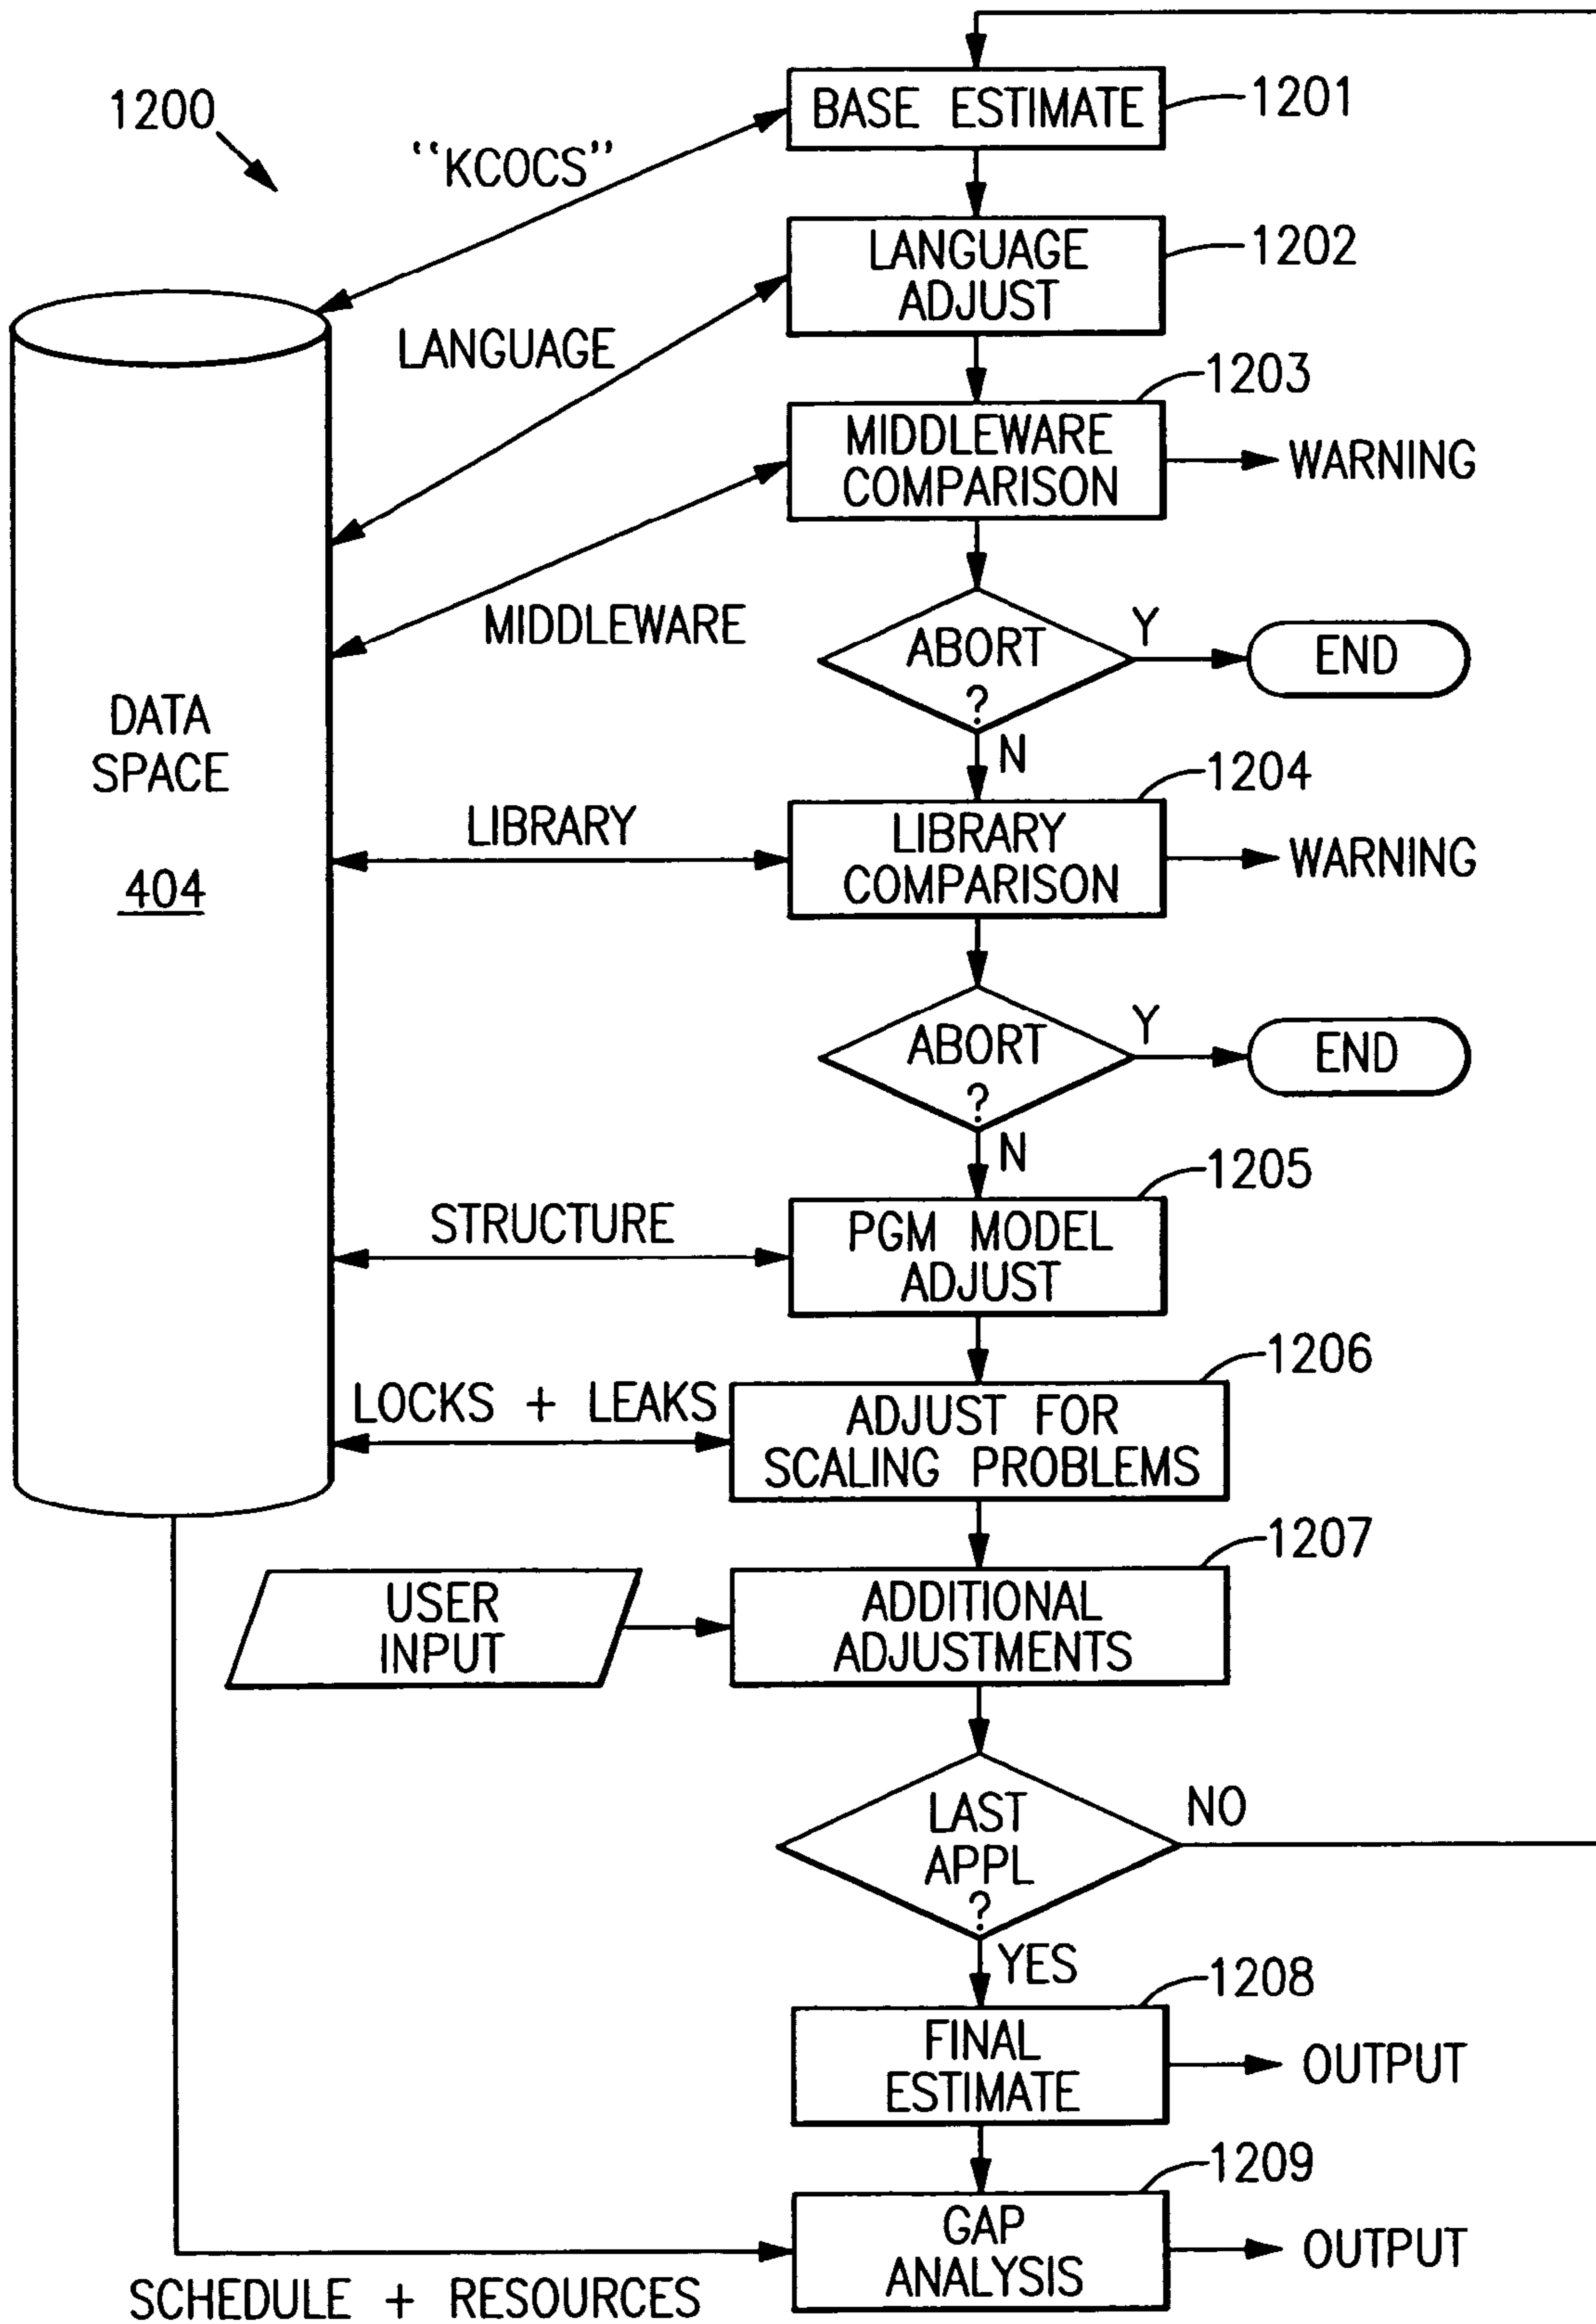 1200
"KCOCS"
BASE ESTIMATE
1201
LANGUAGE
ADJUST
1202
LANGUAGE
1203
MIDDLEWARE
COMPARISON
WARNING
MIDDLEWARE
ABORT
?
Y
END
N
DATA
SPACE
404
1204
LIBRARY
LIBRARY
COMPARISON
WARNING
ABORT
?
Y
END
N
1205
STRUCTURE
PGM MODEL
ADJUST
1206
LOCKS + LEAKS
ADJUST FOR
SCALING PROBLEMS
1207
USER
INPUT
ADDITIONAL
ADJUSTMENTS
LAST
APPL
?
NO
YES
1208
FINAL
ESTIMATE
OUTPUT
1209
GAP
ANALYSIS
OUTPUT
SCHEDULE + RESOURCES